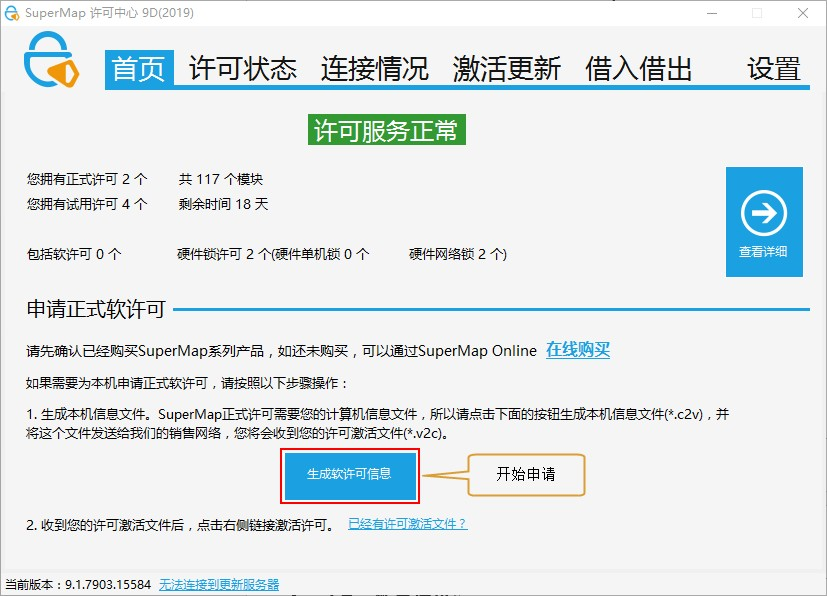 SuperMap 许可中心 9D(2019)
首页 许可状态 连接情况 激活更新 借入借出 设置
许可服务正常
您拥有正式许可 2 个 共 117 个模块
您拥有试用许可 4 个 剩余时间 18 天
包括软许可 0 个 硬件锁许可 2 个(硬件单机锁 0 个 硬件网络锁 2 个)
查看详细
申请正式软许可
请先确认已经购买SuperMap系列产品，如还未购买，可以通过SuperMap Online 在线购买
如果需要为本机申请正式软许可，请按照以下步骤操作：
1. 生成本机信息文件。SuperMap正式许可需要您的计算机信息文件，所以请点击下面的按钮生成本机信息文件(*.c2v)，并
将这个文件发送给我们的销售网络，您将会收到您的许可激活文件(*.v2c)。
生成软许可信息 开始申请
2. 收到您的许可激活文件后，点击右侧链接激活许可。 已经有许可激活文件？
当前版本：9.1.7903.15584 无法连接到更新服务器